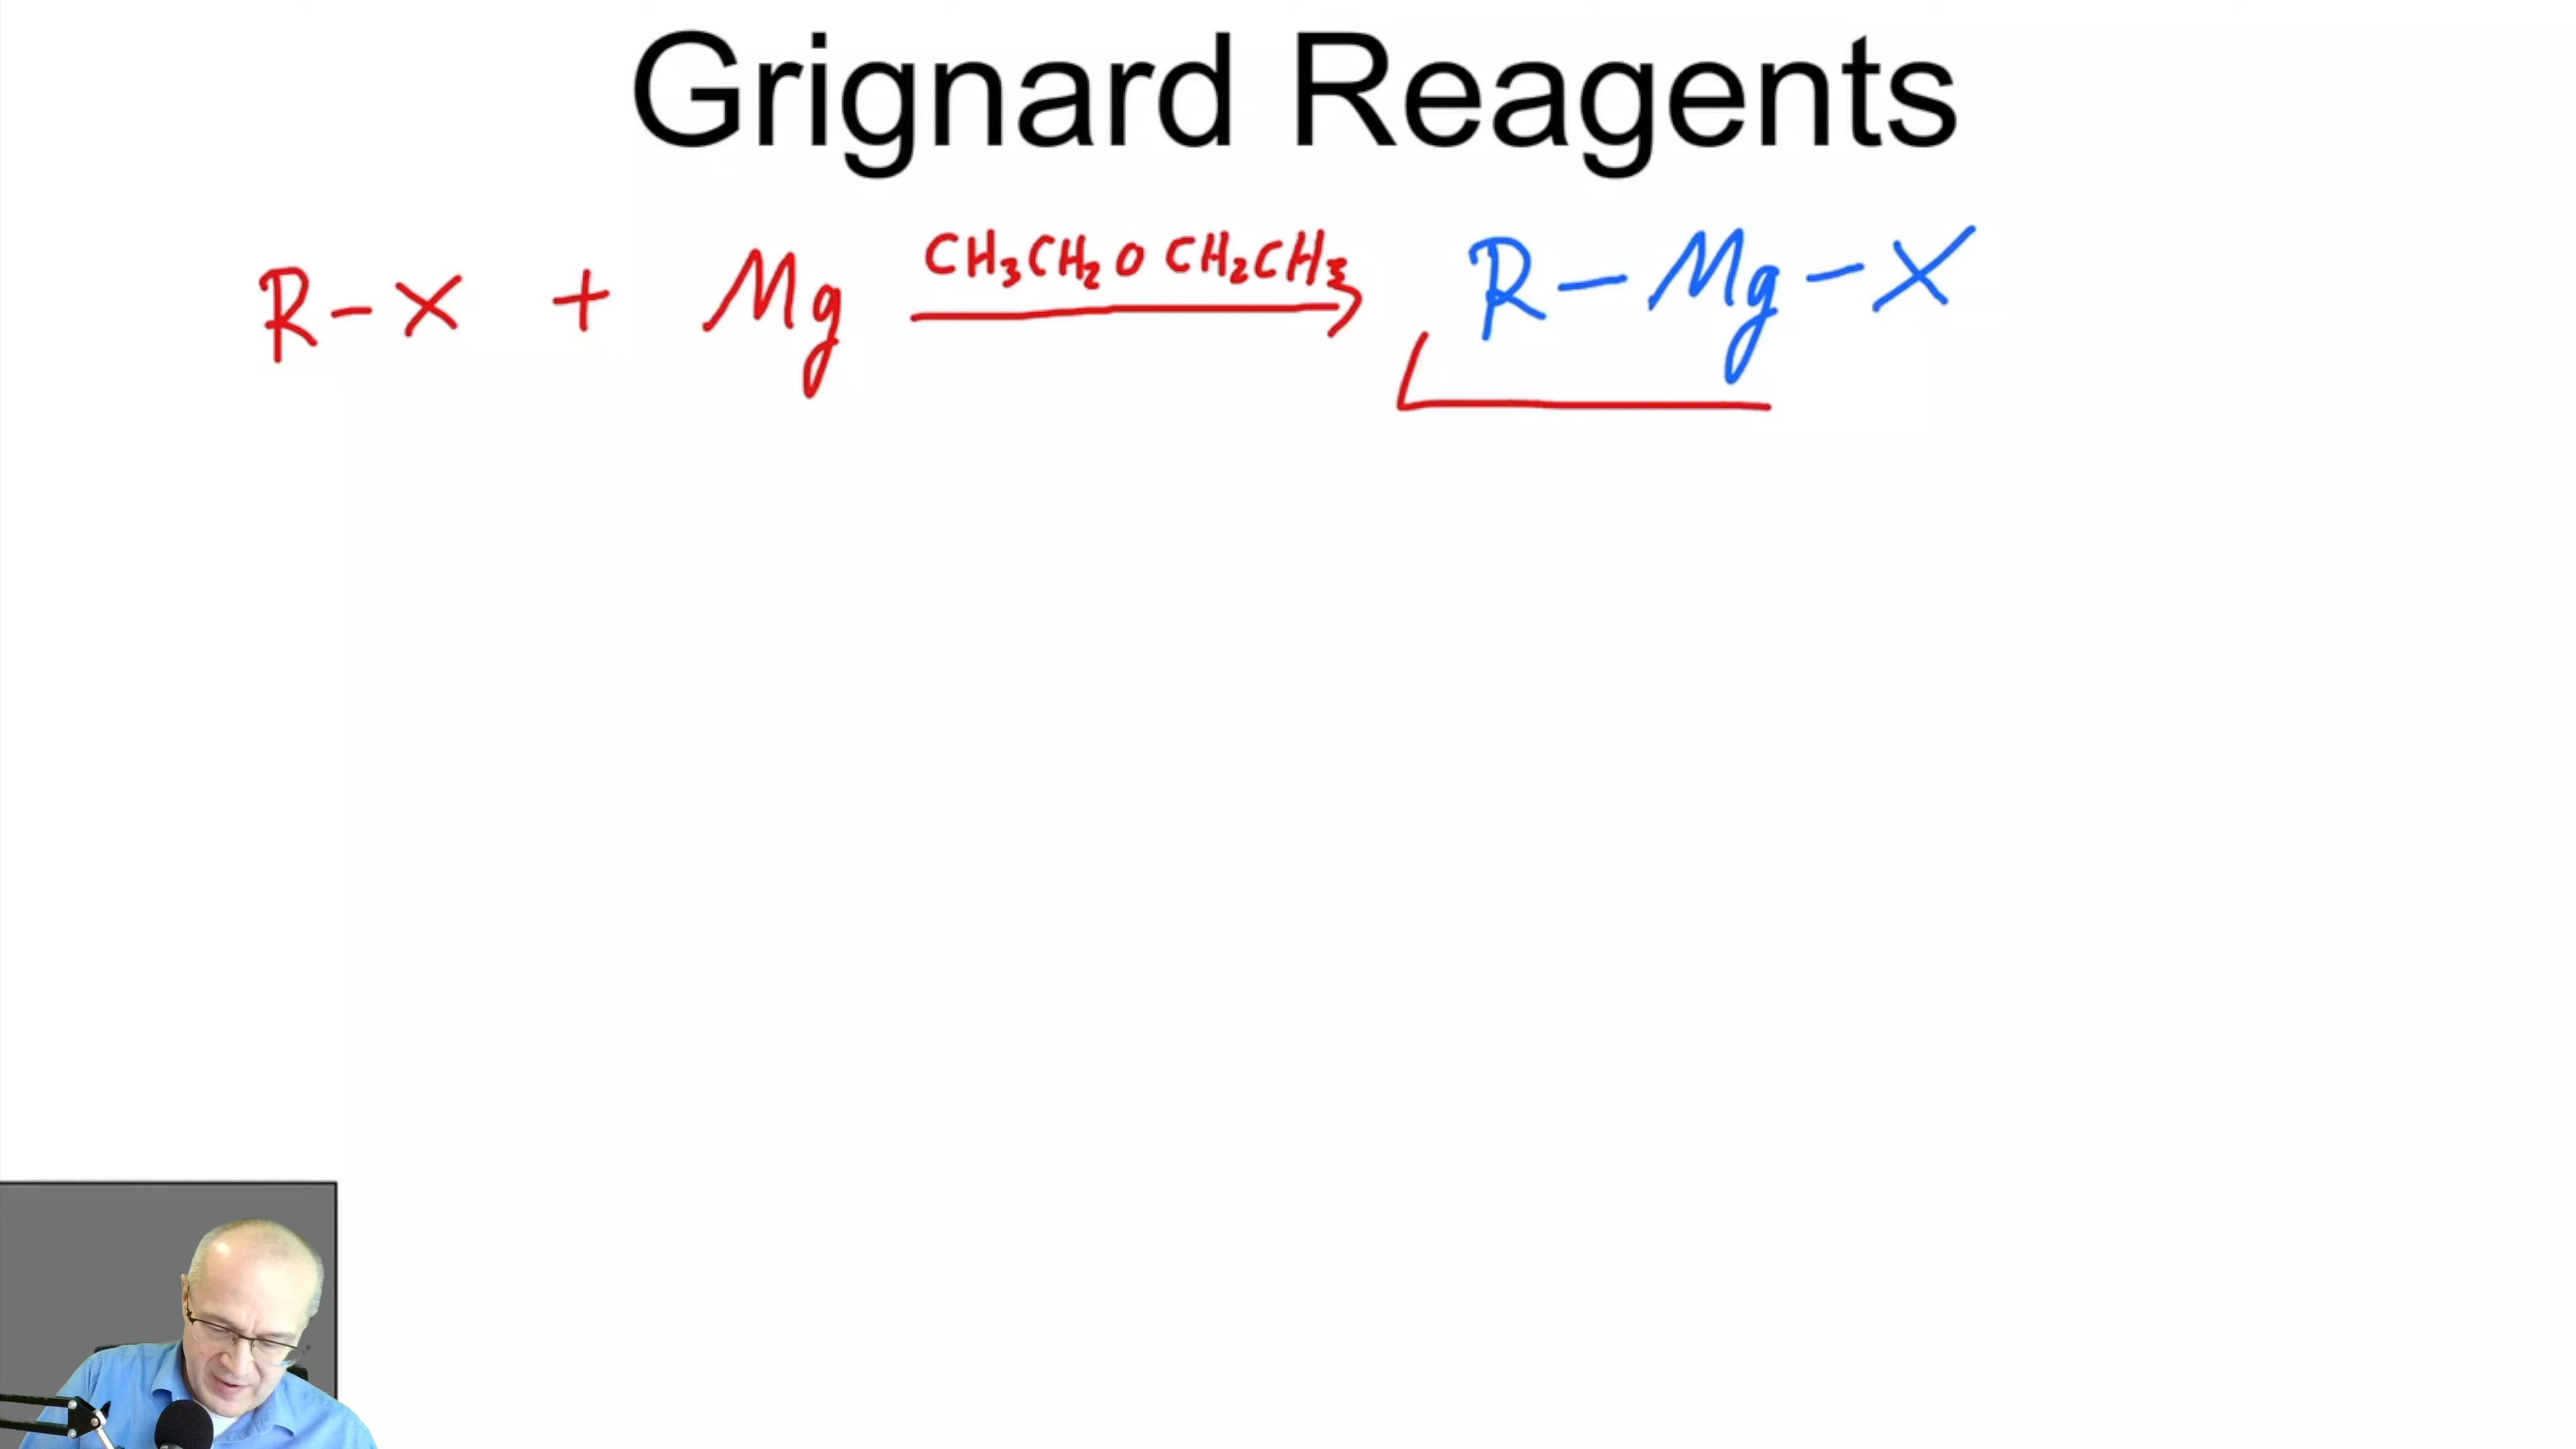 Grignard Reagents
R-X + Mg CH₃CH₂OCH₂CH₃ → R-Mg-X